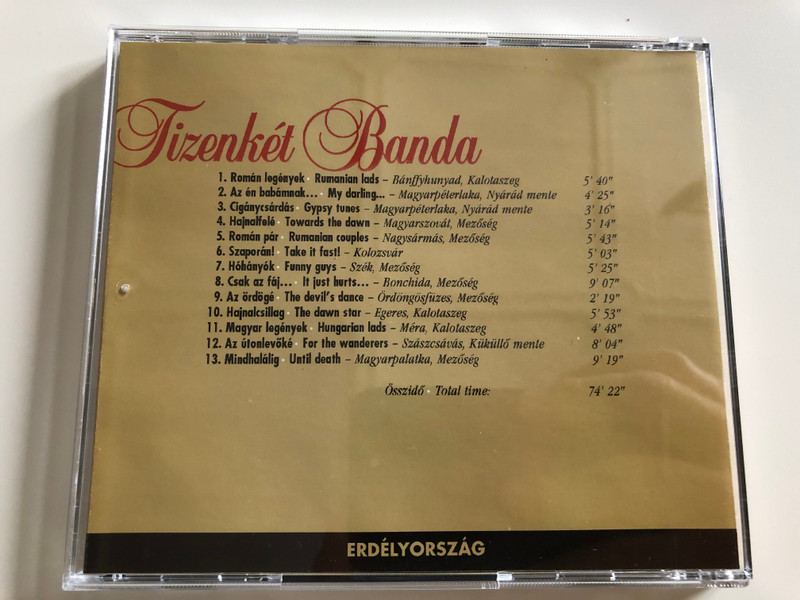 Tizenkét Banda
1. Román legények • Rumanian lads – Bánffyhunyad, Kalotaszeg 5' 40"
2. Az én babámnak... • My darling... – Magyarpéterlaka, Nyárád mente 4' 25"
3. Cigánycsárdás • Gypsy tunes – Magyarpéterlaka, Nyárád mente 3' 16"
4. Hajnalfelé • Towards the dawn – Magyarszovát, Mezőség 5' 14"
5. Román pár • Rumanian couples – Nagysármás, Mezőség 5' 43"
6. Szaporán! • Take it fast! – Kolozsvár 5' 03"
7. Hóhányók • Funny guys – Szék, Mezőség 5' 25"
8. Csak az fáj... • It just hurts... – Bonchida, Mezőség 9' 07"
9. Az ördögé • The devil's dance – Ördöngösfüzes, Mezőség 2' 19"
10. Hajnalcsillag • The dawn star – Egeres, Kalotaszeg 5' 53"
11. Magyar legények • Hungarian lads – Méra, Kalotaszeg 4' 48"
12. Az útonlevőké • For the wanderers – Szászcsávás, Küküllő mente 8' 04"
13. Mindhalálig • Until death – Magyarpalatka, Mezőség 9' 19"
Összidő • Total time: 74' 22"
ERDÉLYORSZÁG